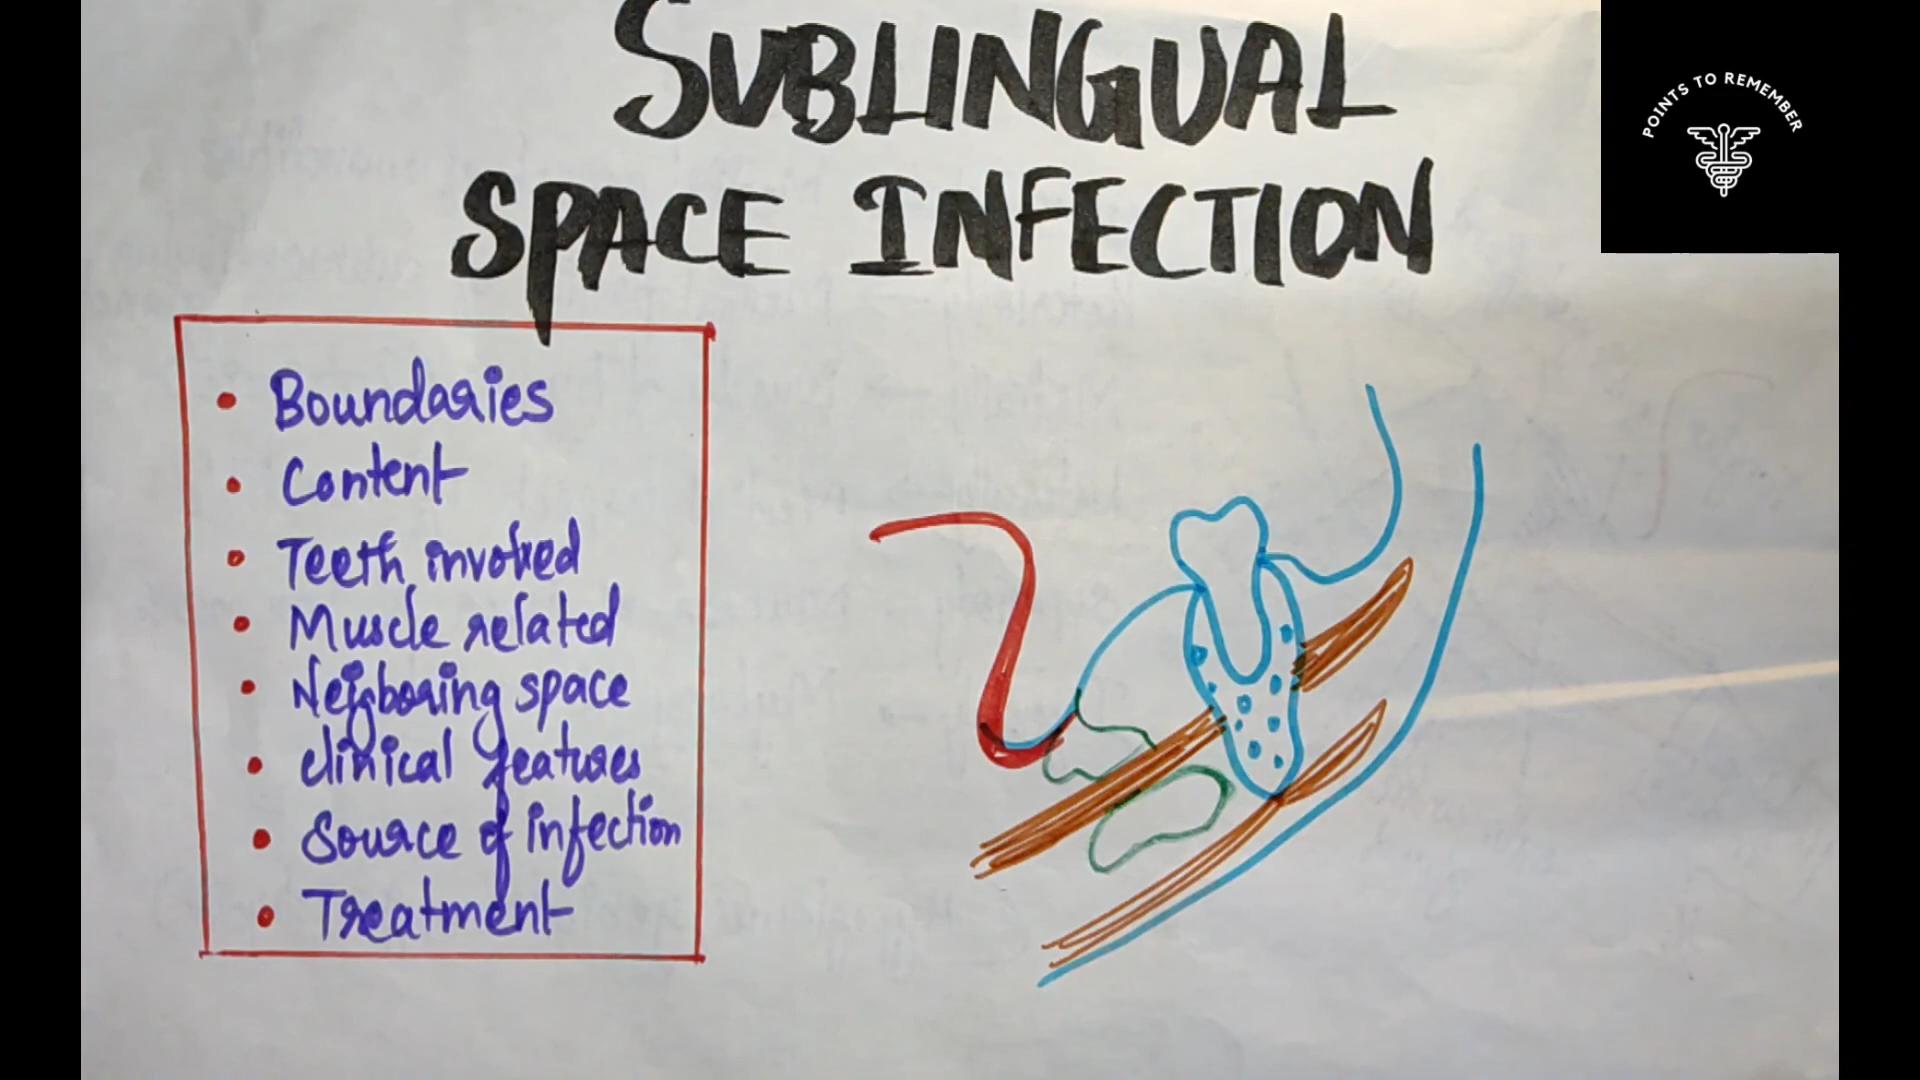 SUBLINGUAL
SPACE INFECTION
POINTS TO REMEMBER
• Boundaries
• Content
• Teeth involved
• Muscle related
• Neigboring space
• clinical features
• Source of infection
• Treatment